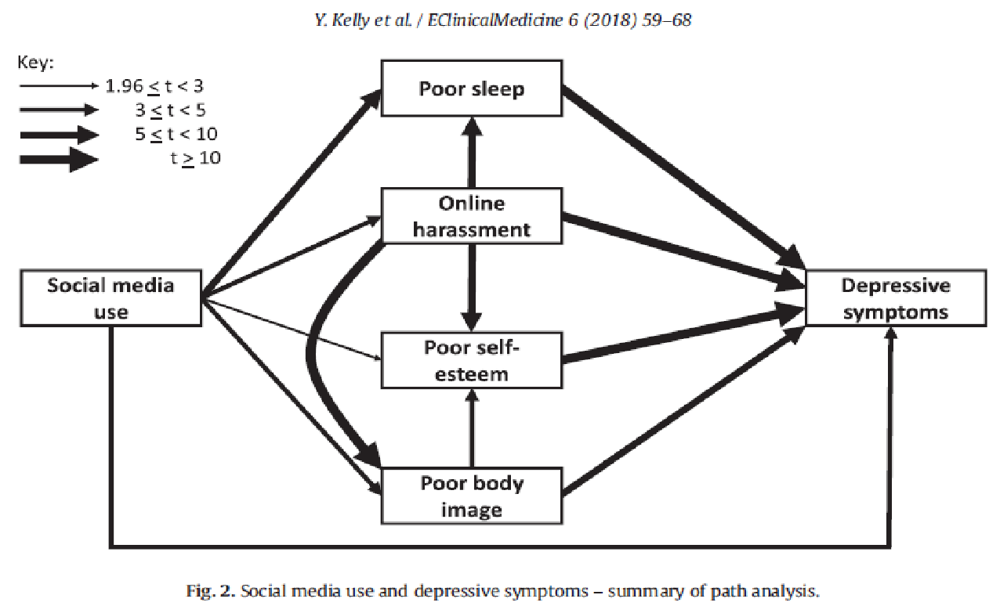 Y. Kelly et al. / EClinicalMedicine 6 (2018) 59–68
Key:
1.96 ≤ t < 3
3 ≤ t < 5
5 ≤ t < 10
t ≥ 10
Poor sleep
Online
harassment
Social media
use
Depressive
symptoms
Poor self-
esteem
Poor body
image
Fig. 2. Social media use and depressive symptoms – summary of path analysis.